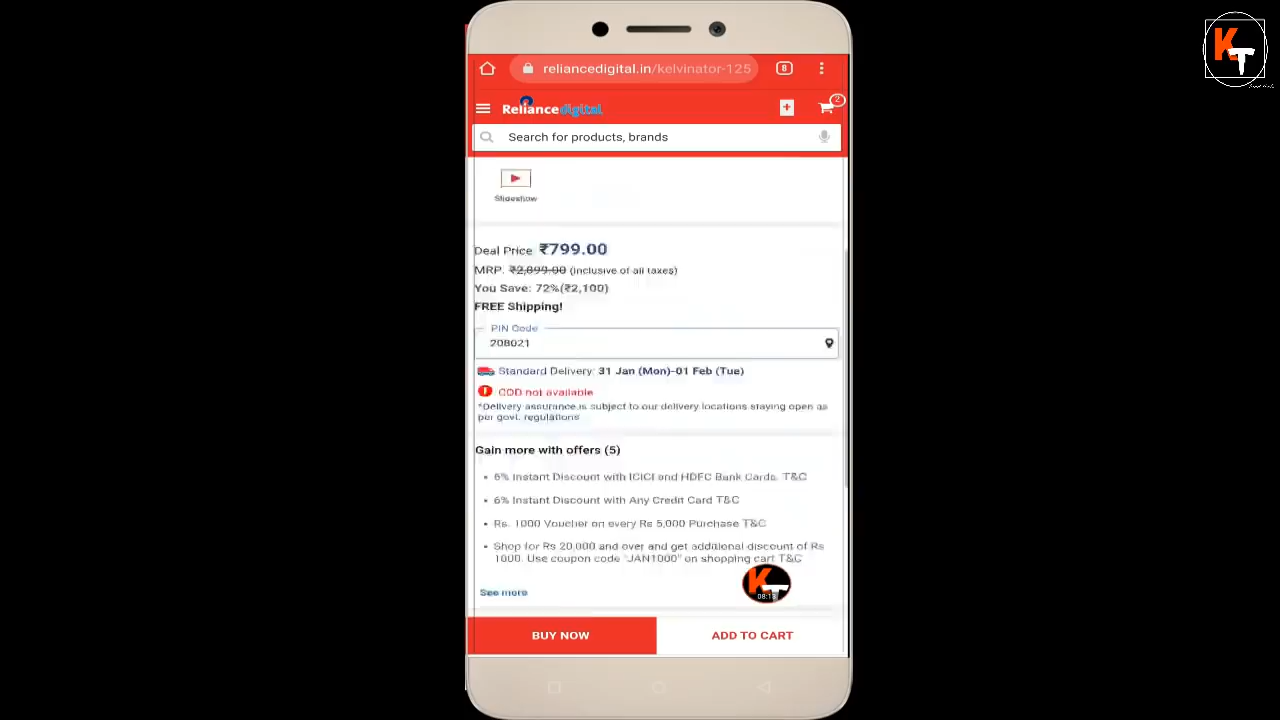 KT
reliancedigital.in/kelvinator-125
8
Reliance digital
2
Search for products, brands
Slideshow
Deal Price ₹799.00
MRP: ₹2,899.00 (Inclusive of all taxes)
You Save: 72%(₹2,100)
FREE Shipping!
PIN Code
208021
Standard Delivery: 31 Jan (Mon)-01 Feb (Tue)
COD not available
*Delivery assurance is subject to our delivery locations staying open as
per govt. regulations
Gain more with offers (5)
6% Instant Discount with ICICI and HDFC Bank Cards. T&C
6% Instant Discount with Any Credit Card T&C
Rs. 1000 Voucher on every Rs 5,000 Purchase T&C
Shop for Rs 20,000 and over and get additional discount of Rs
1000. Use coupon code "JAN1000" on shopping cart T&C
KT
See more
BUY NOW
ADD TO CART